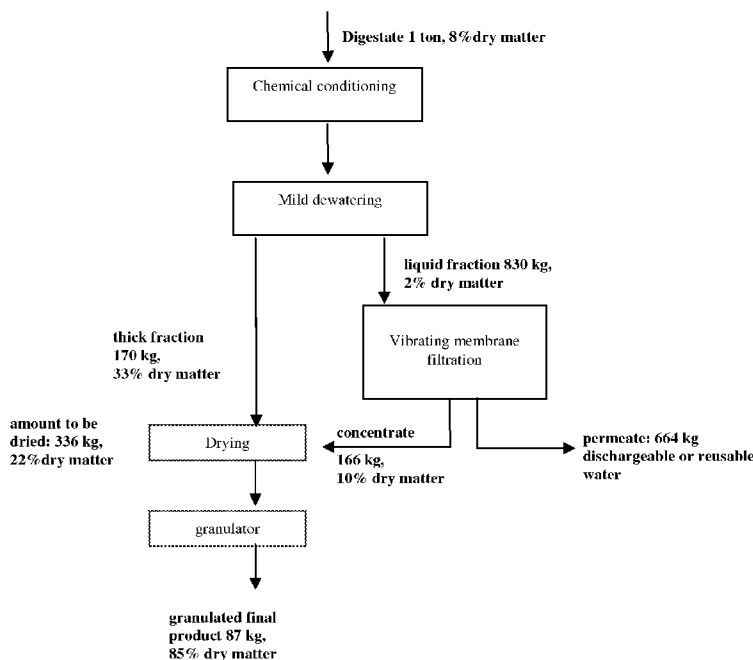 Digestate 1 ton, 8%dry matter
Chemical conditioning
Mild dewatering
liquid fraction 830 kg,
2% dry matter
thick fraction
170 kg,
33% dry matter
Vibrating membrane
filtration
amount to be
dried: 336 kg,
22%dry matter
Drying
concentrate
166 kg,
10% dry matter
permeate: 664 kg
dischargeable or reusable
water
granulator
granulated final
product 87 kg,
85% dry matter